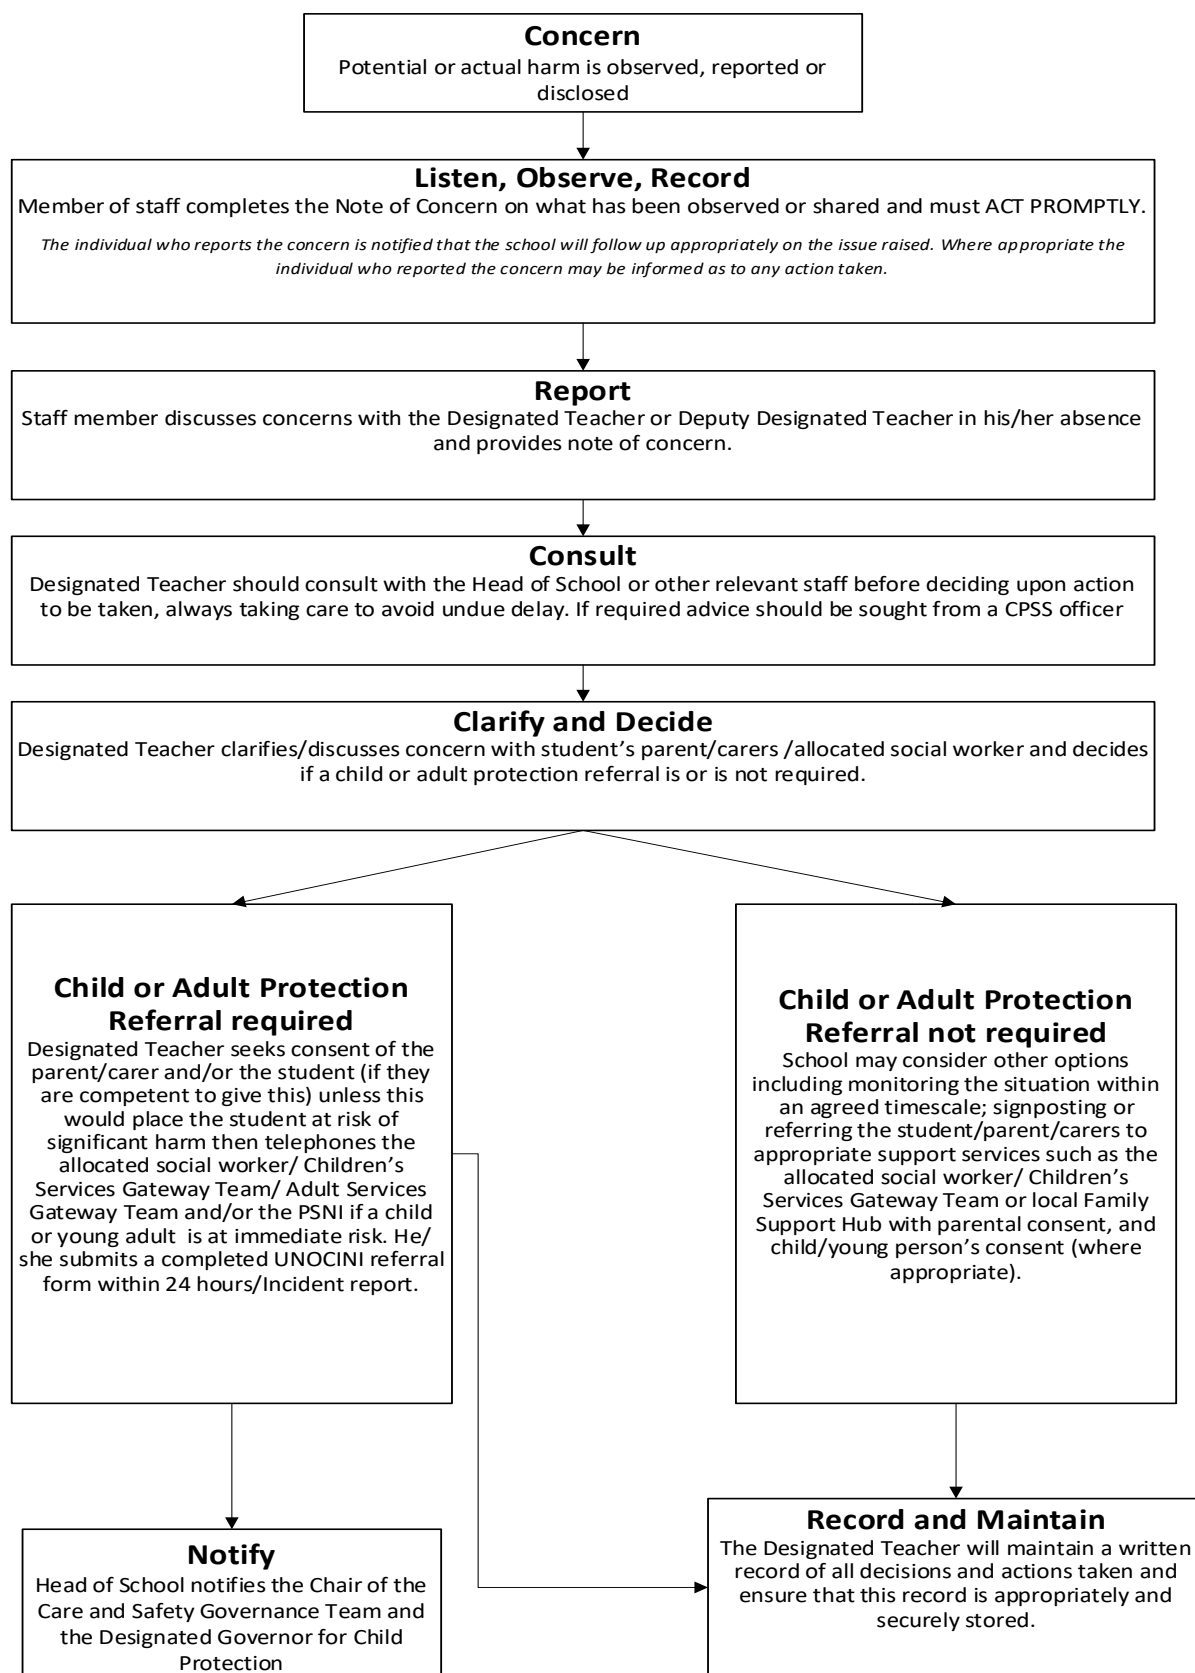 Concern
Potential or actual harm is observed, reported or
disclosed
Listen, Observe, Record
Member of staff completes the Note of Concern on what has been observed or shared and must ACT PROMPTLY.
The individual who reports the concern is notified that the school will follow up appropriately on the issue raised. Where appropriate the
individual who reported the concern may be informed as to any action taken.
Report
Staff member discusses concerns with the Designated Teacher or Deputy Designated Teacher in his/her absence
and provides note of concern.
Consult
Designated Teacher should consult with the Head of School or other relevant staff before deciding upon action
to be taken, always taking care to avoid undue delay. If required advice should be sought from a CPSS officer
Clarify and Decide
Designated Teacher clarifies/discusses concern with student's parent/carers /allocated social worker and decides
if a child or adult protection referral is or is not required.
Child or Adult Protection
Referral required
Designated Teacher seeks consent of the
parent/carer and/or the student (if they
are competent to give this) unless this
would place the student at risk of
significant harm then telephones the
allocated social worker/ Children's
Services Gateway Team/ Adult Services
Gateway Team and/or the PSNI if a child
or young adult  is at immediate risk. He/
she submits a completed UNOCINI referral
form within 24 hours/Incident report.
Child or Adult Protection
Referral not required
School may consider other options
including monitoring the situation within
an agreed timescale; signposting or
referring the student/parent/carers to
appropriate support services such as the
allocated social worker/ Children's
Services Gateway Team or local Family
Support Hub with parental consent, and
child/young person's consent (where
appropriate).
Notify
Head of School notifies the Chair of the
Care and Safety Governance Team and
the Designated Governor for Child
Protection
Record and Maintain
The Designated Teacher will maintain a written
record of all decisions and actions taken and
ensure that this record is appropriately and
securely stored.